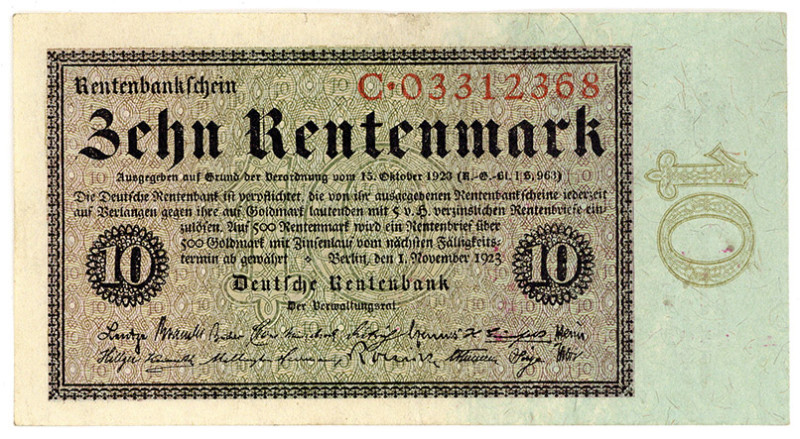 Rentenbankschein
C·03312368
Zehn Rentenmark
Ausgegeben auf Grund der Verordnung vom 15. Oktober 1923 (R.-G.-Bl. I S. 963)
Die Deutsche Rentenbank ist verpflichtet, die von ihr ausgegebenen Rentenbankscheine jederzeit
auf Verlangen gegen ihre auf Goldmark lautenden mit 5 v. H. verzinslichen Rentenbriefe ein-
zulösen. Auf 500 Rentenmark wird ein Rentenbrief über
500 Goldmark mit Zinsenlauf vom nächsten Fälligkeits-
termin ab gewährt ⬥ Berlin, den 1. November 1923
10
10
Deutsche Rentenbank
Der Verwaltungsrat.
10